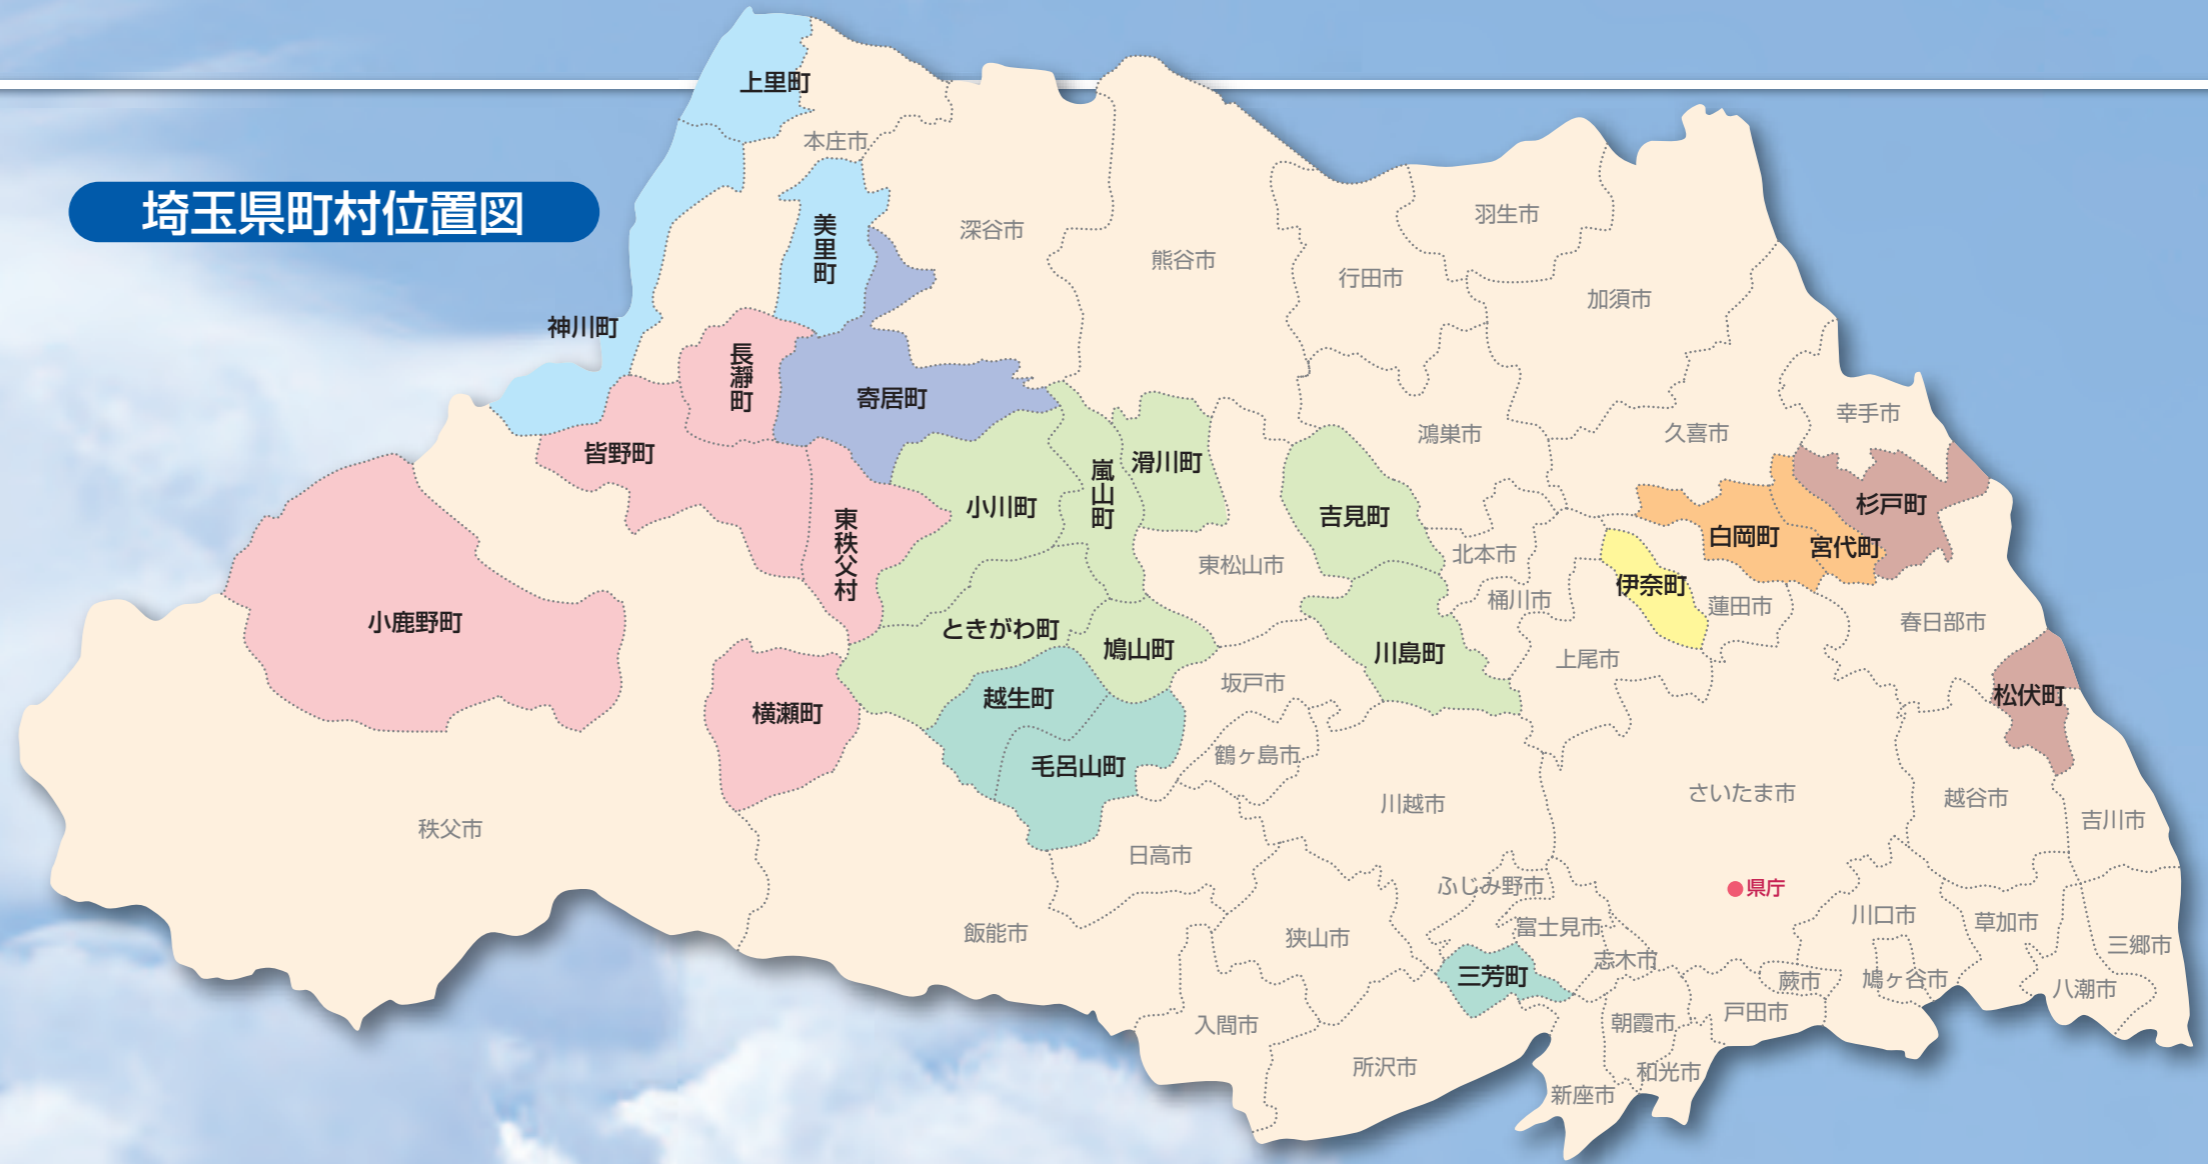 埼玉県町村位置図
上里町
本庄市
美里町
神川町
深谷市
熊谷市
行田市
羽生市
加須市
長瀞町
寄居町
皆野町
小鹿野町
東秩父村
横瀬町
秩父市
小川町
嵐山町
滑川町
ときがわ町
鳩山町
越生町
毛呂山町
東松山市
吉見町
川島町
鴻巣市
北本市
桶川市
上尾市
伊奈町
蓮田市
久喜市
幸手市
白岡町
宮代町
杉戸町
春日部市
松伏町
坂戸市
鶴ヶ島市
川越市
日高市
飯能市
狭山市
入間市
所沢市
ふじみ野市
富士見市
三芳町
志木市
朝霞市
新座市
和光市
さいたま市
県庁
川口市
蕨市
戸田市
鳩ヶ谷市
越谷市
草加市
吉川市
三郷市
八潮市